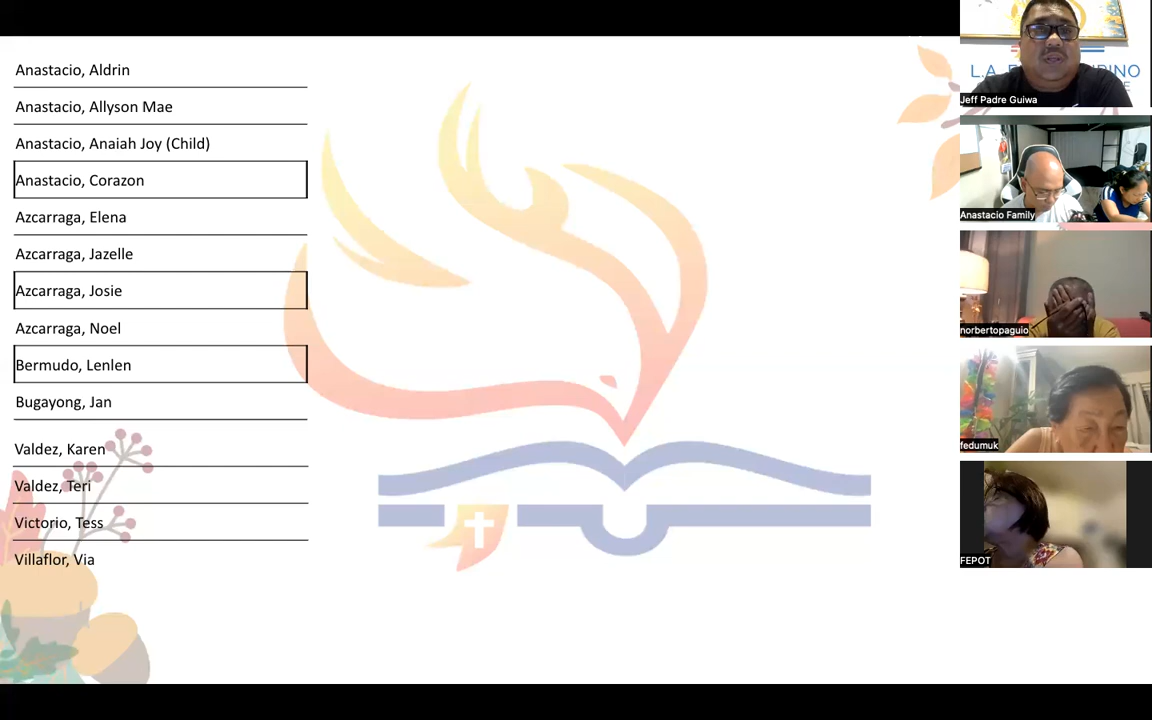 Anastacio, Aldrin
Anastacio, Allyson Mae
Anastacio, Anaiah Joy (Child)
Anastacio, Corazon
Azcarraga, Elena
Azcarraga, Jazelle
Azcarraga, Josie
Azcarraga, Noel
Bermudo, Lenlen
Bugayong, Jan
Valdez, Karen
Valdez, Teri
Victorio, Tess
Villaflor, Via
L.A.
Jeff Padre Guiwa
Anastacio Family
norbertopaguio
fedumuk
FEPOT